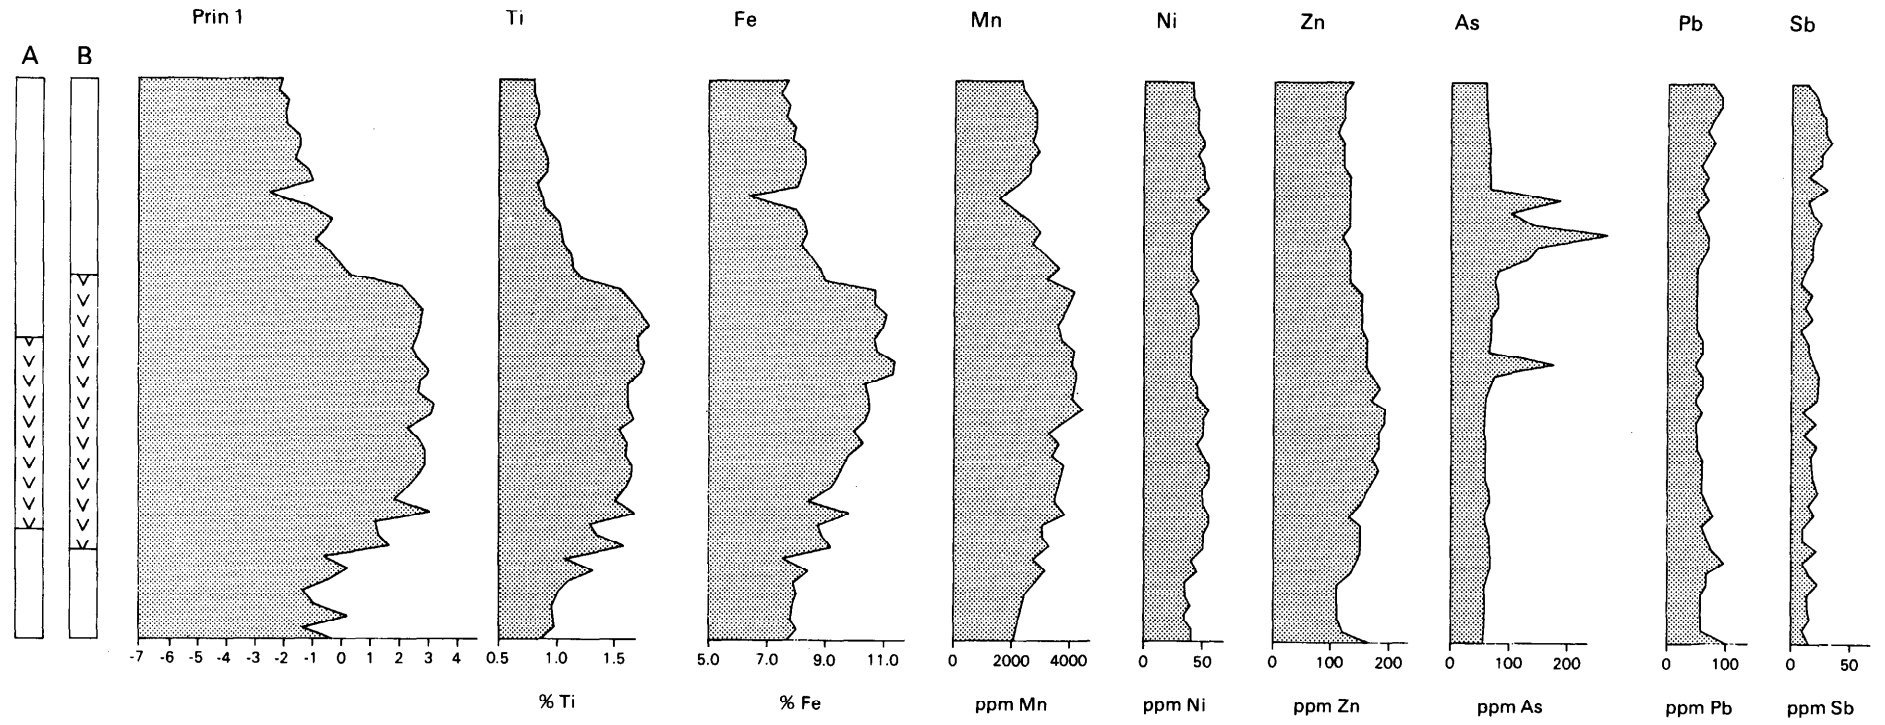 Prin 1 Ti Fe Mn Ni Zn As Pb Sb
A B
-7 -6 -5 -4 -3 -2 -1 0 1 2 3 4 0.5 1.0 1.5 5.0 7.0 9.0 11.0 0 2000 4000 0 50 0 100 200 0 100 200 0 100 0 50
% Ti % Fe ppm Mn ppm Ni ppm Zn ppm As ppm Pb ppm Sb